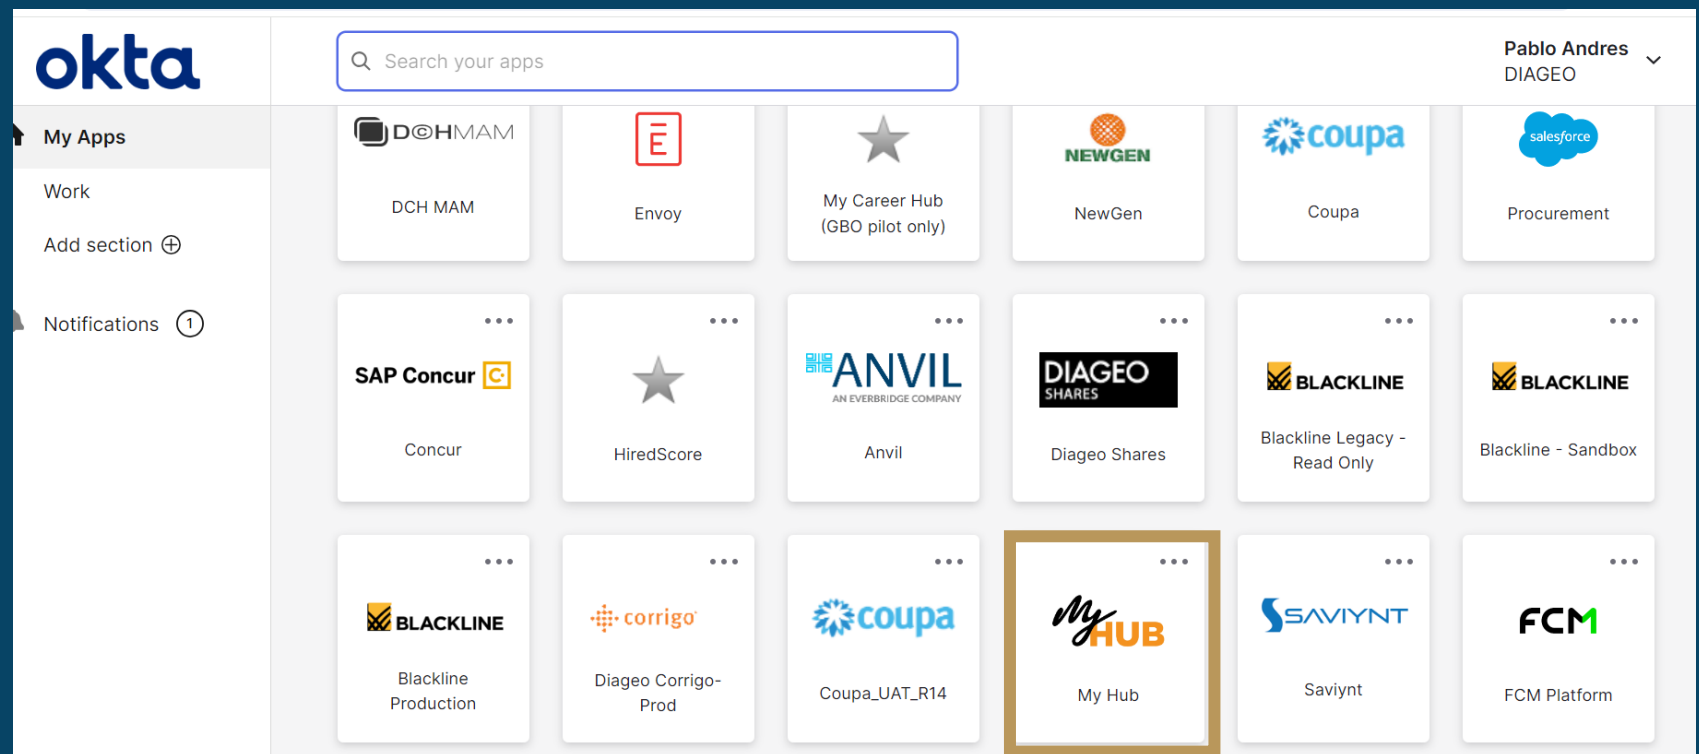 okta
Search your apps
Pablo Andres
DIAGEO
My Apps
Work
Add section
Notifications 1
DCHMAM
DCH MAM
E
Envoy
My Career Hub
(GBO pilot only)
NEWGEN
NewGen
coupa
Coupa
salesforce
Procurement
SAP Concur C
Concur
HiredScore
ANVIL
AN EVERBRIDGE COMPANY
Anvil
DIAGEO
SHARES
Diageo Shares
BLACKLINE
Blackline Legacy -
Read Only
BLACKLINE
Blackline - Sandbox
BLACKLINE
Blackline
Production
corrigo
Diageo Corrigo-
Prod
coupa
Coupa_UAT_R14
My
HUB
My Hub
SAVIYNT
Saviynt
FCM
FCM Platform